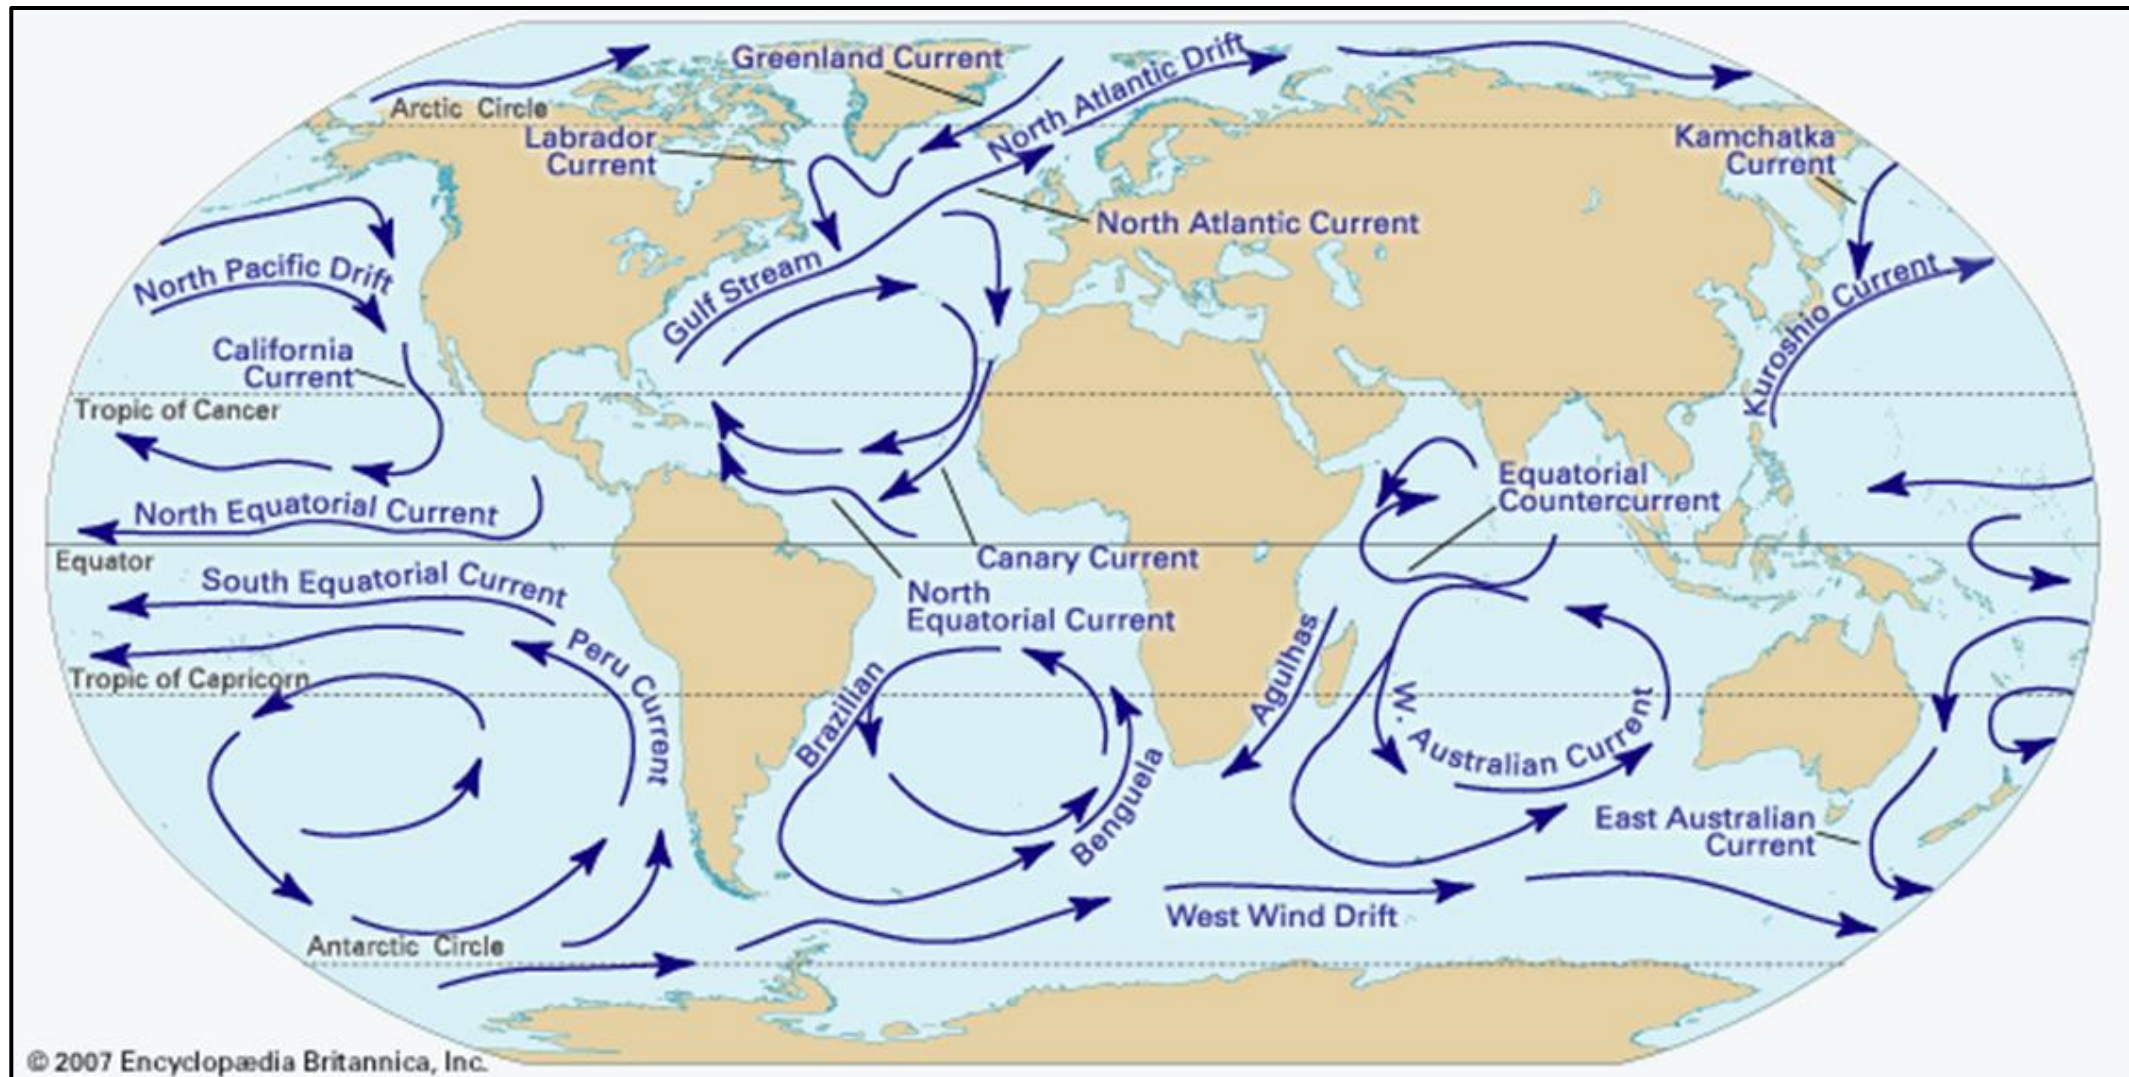 Greenland Current
North Atlantic Drift
Arctic Circle
Labrador
Current
Kamchatka
Current
North Atlantic Current
North Pacific Drift
Gulf Stream
Kuroshio Current
California
Current
Tropic of Cancer
Equatorial
Countercurrent
North Equatorial Current
Equator
Canary Current
South Equatorial Current
North
Equatorial Current
Peru Current
Agulhas
Tropic of Capricorn
Brazilian
W. Australian Current
Benguela
East Australian
Current
West Wind Drift
Antarctic Circle
© 2007 Encyclopædia Britannica, Inc.